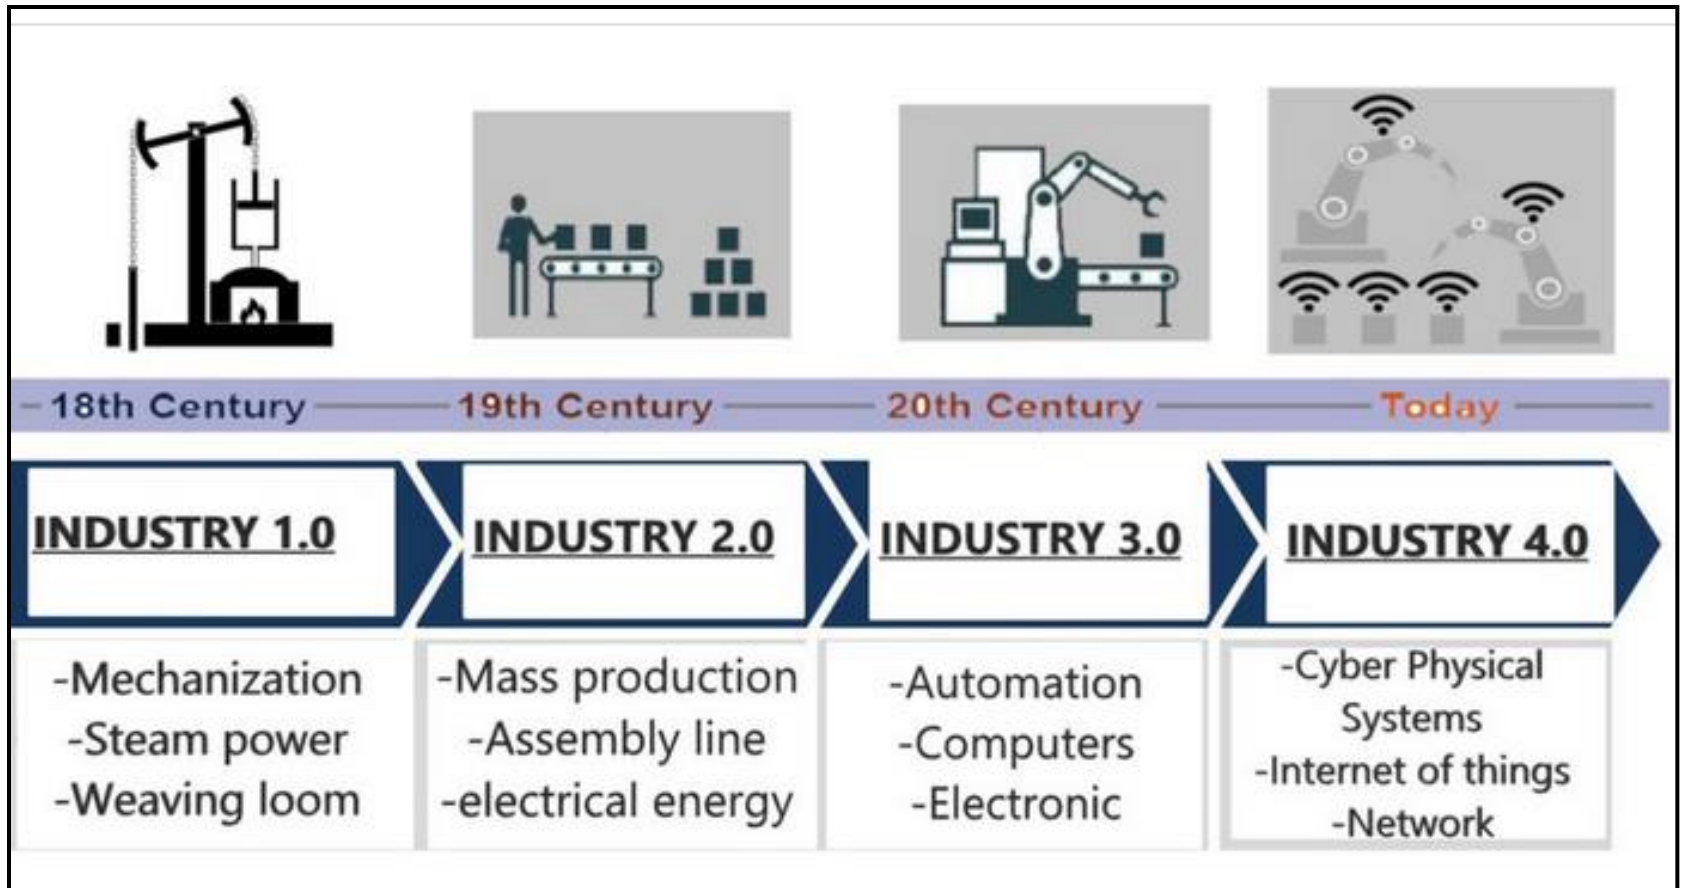 18th Century
19th Century
20th Century
Today
INDUSTRY 1.0
INDUSTRY 2.0
INDUSTRY 3.0
INDUSTRY 4.0
-Mechanization
-Steam power
-Weaving loom
-Mass production
-Assembly line
-electrical energy
-Automation
-Computers
-Electronic
-Cyber Physical
Systems
-Internet of things
-Network